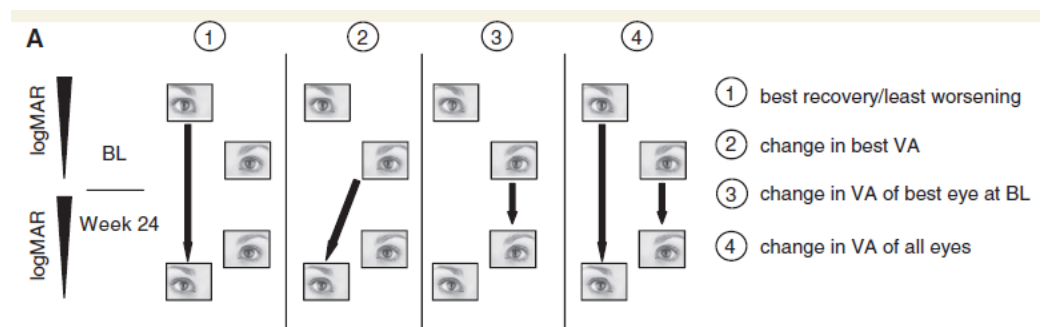 A
1
2
3
4
logMAR
BL
logMAR
Week 24
1 best recovery/least worsening
2 change in best VA
3 change in VA of best eye at BL
4 change in VA of all eyes